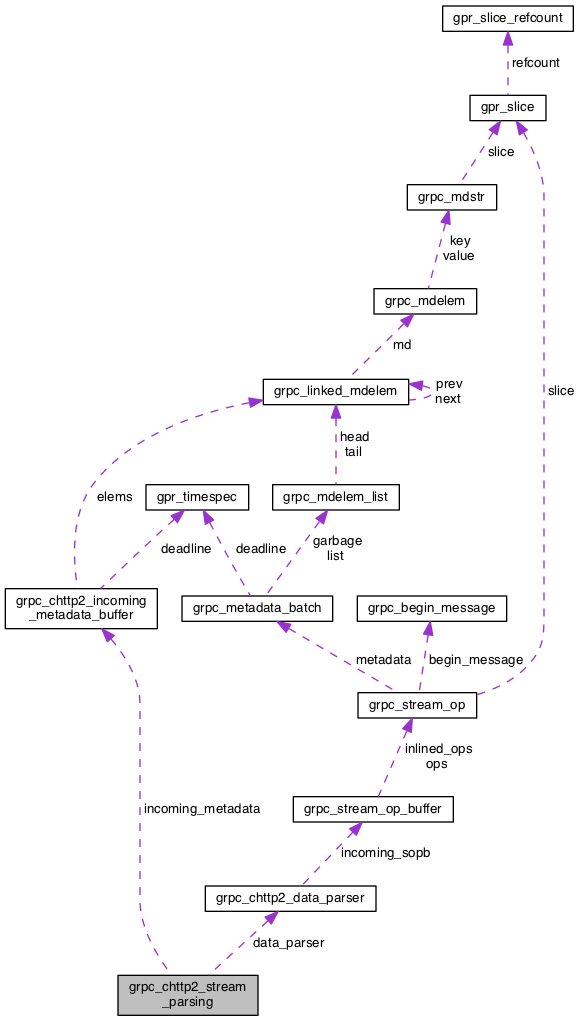 gpr_slice_refcount
refcount
gpr_slice
slice
grpc_mdstr
key
value
grpc_mdelem
md
grpc_linked_mdelem
prev
next
slice
head
tail
elems
gpr_timespec
grpc_mdelem_list
deadline
deadline
garbage
list
grpc_chttp2_incoming
_metadata_buffer
grpc_metadata_batch
grpc_begin_message
metadata
begin_message
grpc_stream_op
inlined_ops
ops
incoming_metadata
grpc_stream_op_buffer
incoming_sopb
grpc_chttp2_data_parser
data_parser
grpc_chttp2_stream
_parsing